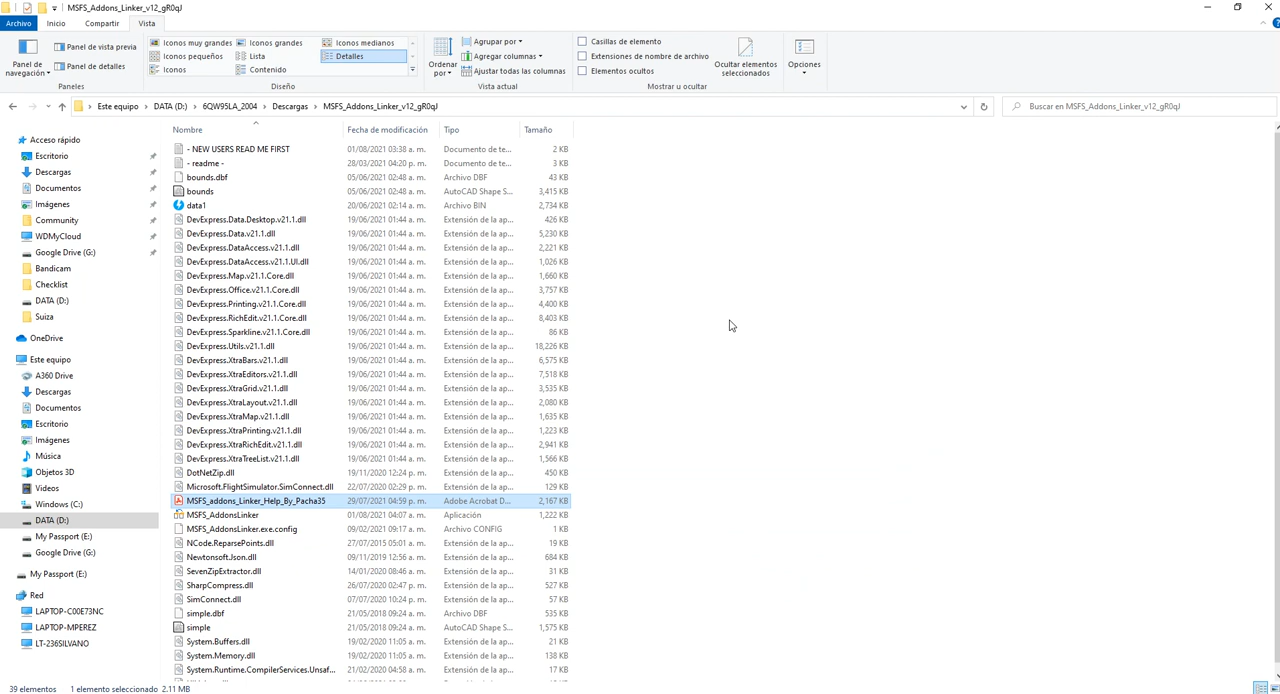 MSFS_Addons_Linker_v12_gR0qJ
Archivo Inicio Compartir Vista
Panel de navegación
Panel de vista previa
Panel de detalles
Paneles
Iconos muy grandes Iconos grandes Iconos medianos
Iconos pequeños Lista Detalles
Iconos Contenido
Diseño
Ordenar por
Agrupar por
Agregar columnas
Ajustar todas las columnas
Vista actual
Casillas de elemento
Extensiones de nombre de archivo
Elementos ocultos
Ocultar elementos seleccionados
Mostrar u ocultar
Opciones
Este equipo > DATA (D:) > 6QW95LA_2004 > Descargas > MSFS_Addons_Linker_v12_gR0qJ
Buscar en MSFS_Addons_Linker_v12_gR0qJ
Acceso rápido
Escritorio
Descargas
Documentos
Imágenes
Community
WDMyCloud
Google Drive (G:)
Bandicam
Checklist
DATA (D:)
Suiza
OneDrive
Este equipo
A360 Drive
Descargas
Documentos
Escritorio
Imágenes
Música
Objetos 3D
Videos
Windows (C:)
DATA (D:)
My Passport (E:)
Google Drive (G:)
My Passport (E:)
Red
LAPTOP-C00E73NC
LAPTOP-MPEREZ
LT-236SILVANO
Nombre Fecha de modificación Tipo Tamaño
- NEW USERS READ ME FIRST 01/08/2021 03:38 a. m. Documento de te... 2 KB
- readme - 28/03/2021 04:20 p. m. Documento de te... 3 KB
bounds.dbf 05/06/2021 02:48 a. m. Archivo DBF 43 KB
bounds 05/06/2021 02:48 a. m. AutoCAD Shape S... 3,415 KB
data1 20/06/2021 02:14 a. m. Archivo BIN 2,734 KB
DevExpress.Data.Desktop.v21.1.dll 19/06/2021 01:44 a. m. Extensión de la ap... 426 KB
DevExpress.Data.v21.1.dll 19/06/2021 01:44 a. m. Extensión de la ap... 5,230 KB
DevExpress.DataAccess.v21.1.dll 19/06/2021 01:44 a. m. Extensión de la ap... 2,221 KB
DevExpress.DataAccess.v21.1.UI.dll 19/06/2021 01:44 a. m. Extensión de la ap... 1,026 KB
DevExpress.Map.v21.1.Core.dll 19/06/2021 01:44 a. m. Extensión de la ap... 1,660 KB
DevExpress.Office.v21.1.Core.dll 19/06/2021 01:44 a. m. Extensión de la ap... 3,757 KB
DevExpress.Printing.v21.1.Core.dll 19/06/2021 01:44 a. m. Extensión de la ap... 4,400 KB
DevExpress.RichEdit.v21.1.Core.dll 19/06/2021 01:44 a. m. Extensión de la ap... 8,403 KB
DevExpress.Sparkline.v21.1.Core.dll 19/06/2021 01:44 a. m. Extensión de la ap... 86 KB
DevExpress.Utils.v21.1.dll 19/06/2021 01:44 a. m. Extensión de la ap... 18,226 KB
DevExpress.XtraBars.v21.1.dll 19/06/2021 01:44 a. m. Extensión de la ap... 6,575 KB
DevExpress.XtraEditors.v21.1.dll 19/06/2021 01:44 a. m. Extensión de la ap... 7,518 KB
DevExpress.XtraGrid.v21.1.dll 19/06/2021 01:44 a. m. Extensión de la ap... 3,535 KB
DevExpress.XtraLayout.v21.1.dll 19/06/2021 01:44 a. m. Extensión de la ap... 2,080 KB
DevExpress.XtraMap.v21.1.dll 19/06/2021 01:44 a. m. Extensión de la ap... 1,635 KB
DevExpress.XtraPrinting.v21.1.dll 19/06/2021 01:44 a. m. Extensión de la ap... 1,223 KB
DevExpress.XtraRichEdit.v21.1.dll 19/06/2021 01:44 a. m. Extensión de la ap... 2,941 KB
DevExpress.XtraTreeList.v21.1.dll 19/06/2021 01:44 a. m. Extensión de la ap... 1,566 KB
DotNetZip.dll 19/11/2020 12:24 p. m. Extensión de la ap... 450 KB
Microsoft.FlightSimulator.SimConnect.dll 22/07/2020 02:29 p. m. Extensión de la ap... 129 KB
MSFS_addons_Linker_Help_By_Pacha35 29/07/2021 04:59 p. m. Adobe Acrobat D... 2,167 KB
MSFS_AddonsLinker 01/08/2021 04:07 a. m. Aplicación 1,222 KB
MSFS_AddonsLinker.exe.config 09/02/2021 09:17 a. m. Archivo CONFIG 1 KB
NCode.ReparsePoints.dll 27/07/2015 05:01 a. m. Extensión de la ap... 19 KB
Newtonsoft.Json.dll 09/11/2019 12:56 a. m. Extensión de la ap... 684 KB
SevenZipExtractor.dll 14/01/2020 08:46 a. m. Extensión de la ap... 31 KB
SharpCompress.dll 26/07/2020 02:47 p. m. Extensión de la ap... 527 KB
SimConnect.dll 07/07/2020 10:24 p. m. Extensión de la ap... 57 KB
simple.dbf 21/05/2018 09:24 a. m. Archivo DBF 535 KB
simple 21/05/2018 09:24 a. m. AutoCAD Shape S... 1,575 KB
System.Buffers.dll 19/02/2020 11:05 a. m. Extensión de la ap... 21 KB
System.Memory.dll 19/02/2020 11:05 a. m. Extensión de la ap... 138 KB
System.Runtime.CompilerServices.Unsaf... 21/02/2020 04:58 a. m. Extensión de la ap... 17 KB
39 elementos 1 elemento seleccionado 2.11 MB